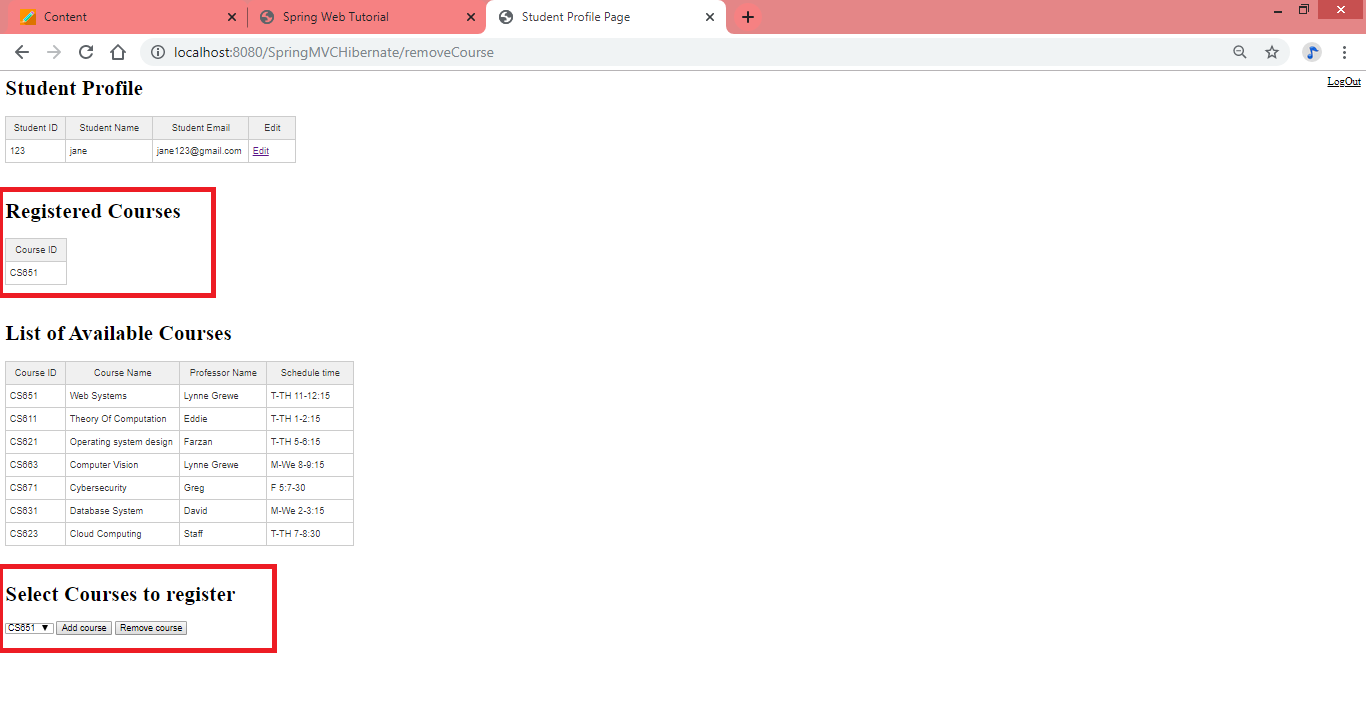 Content
Spring Web Tutorial
Student Profile Page
localhost:8080/SpringMVCHibernate/removeCourse
LogOut
Student Profile
Student ID Student Name Student Email Edit
123 jane jane123@gmail.com Edit
Registered Courses
Course ID
CS651
List of Available Courses
Course ID Course Name Professor Name Schedule time
CS651 Web Systems Lynne Grewe T-TH 11-12:15
CS611 Theory Of Computation Eddie T-TH 1-2:15
CS621 Operating system design Farzan T-TH 5-6:15
CS663 Computer Vision Lynne Grewe M-We 8-9:15
CS671 Cybersecurity Greg F 5:7-30
CS631 Database System David M-We 2-3:15
CS623 Cloud Computing Staff T-TH 7-8:30
Select Courses to register
CS651 Add course Remove course